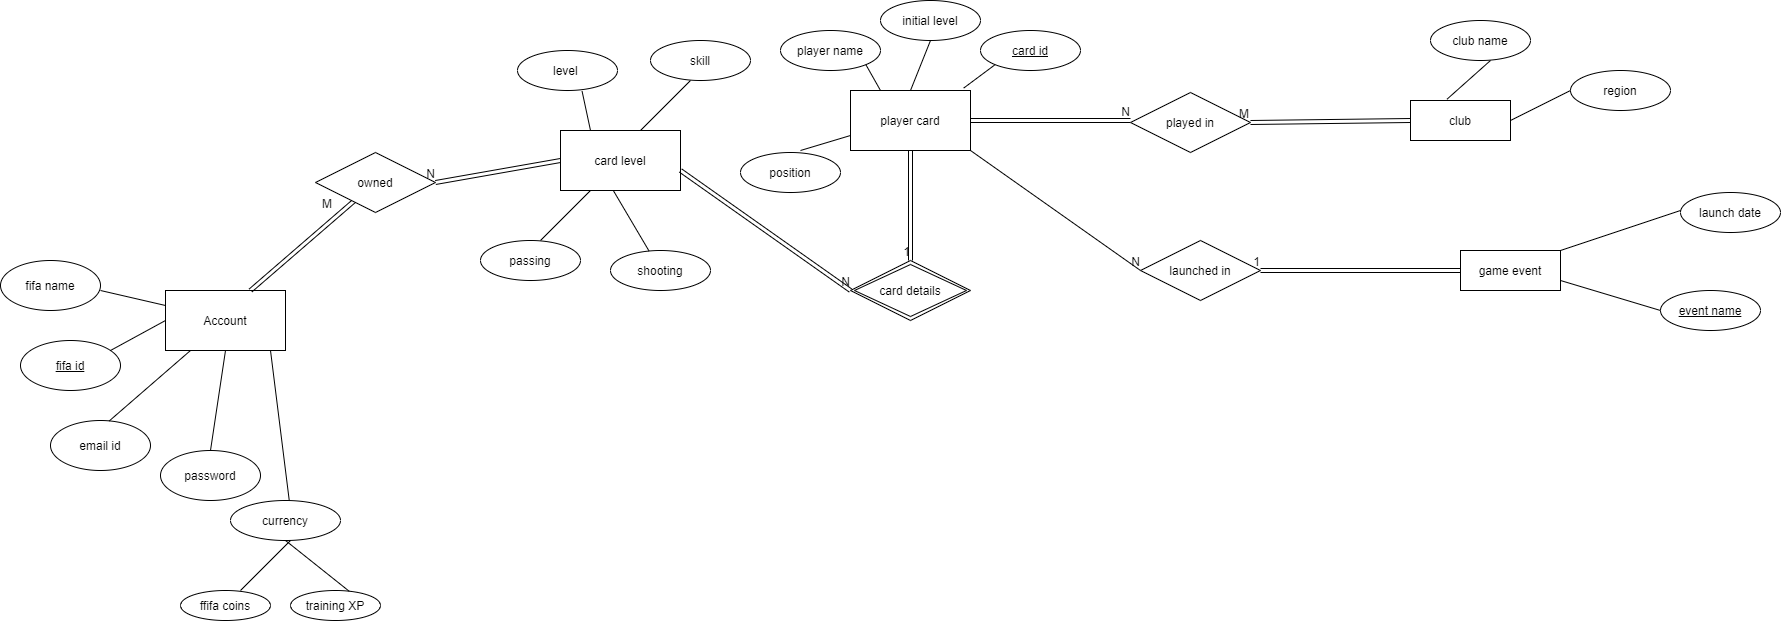 initial level
player name
card id
club name
level
skill
region
player card
N
played in
M
club
card level
owned
N
M
position
launch date
passing
shooting
1
N
card details
N
launched in
1
game event
event name
fifa name
Account
fifa id
email id
password
currency
ffifa coins
training XP